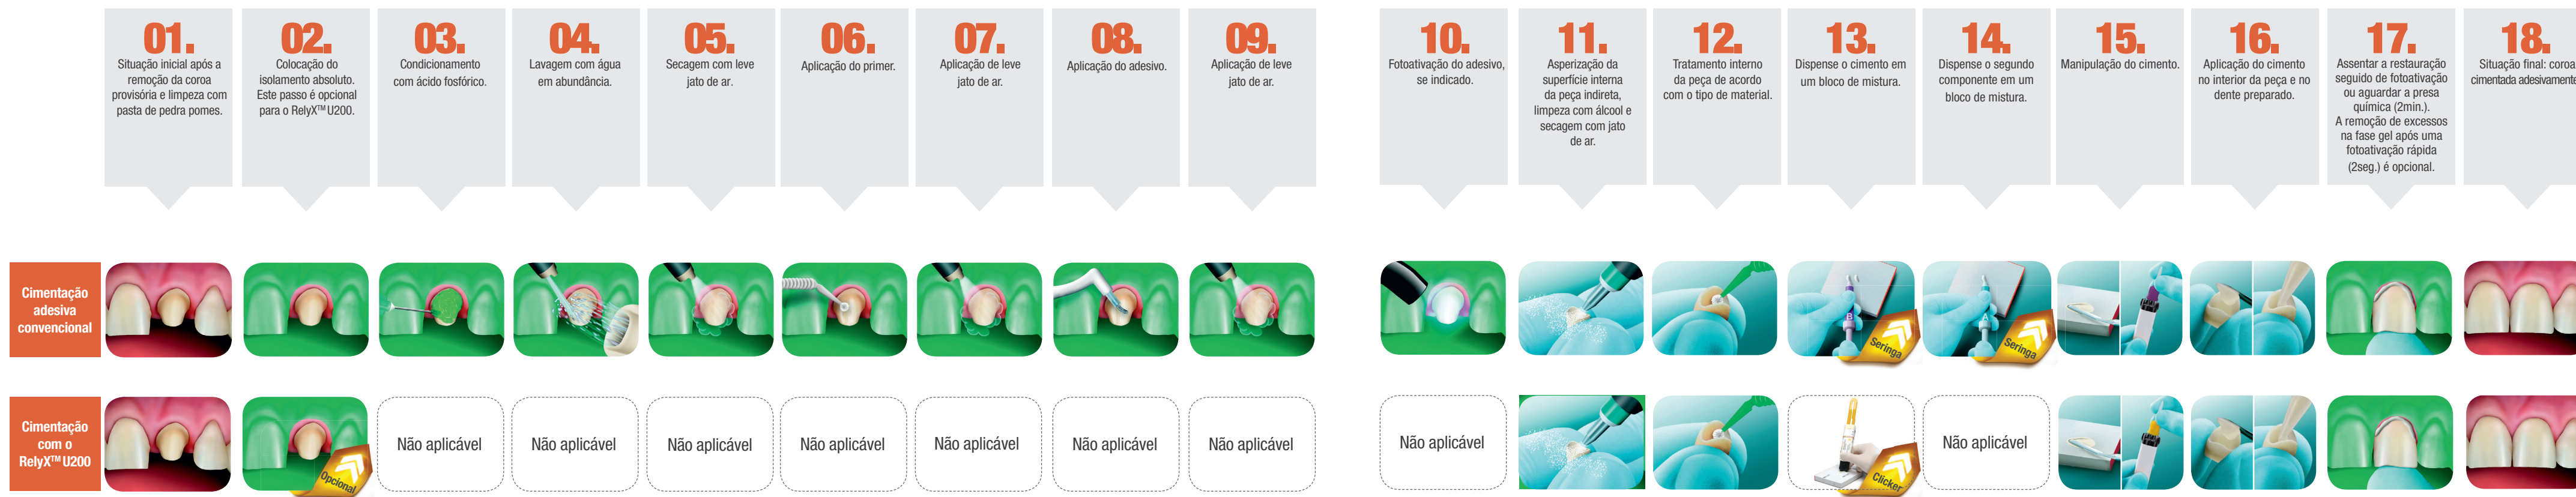 01.
Situação inicial após a
remoção da coroa
provisória e limpeza com
pasta de pedra pomes.
02.
Colocação do
isolamento absoluto.
Este passo é opcional
para o RelyX™ U200.
03.
Condicionamento
com ácido fosfórico.
04.
Lavagem com água
em abundância.
05.
Secagem com leve
jato de ar.
06.
Aplicação do primer.
07.
Aplicação de leve
jato de ar.
08.
Aplicação do adesivo.
09.
Aplicação de leve
jato de ar.
10.
Fotoativação do adesivo,
se indicado.
11.
Asperização da
superfície interna
da peça indireta,
limpeza com álcool e
secagem com jato
de ar.
12.
Tratamento interno
da peça de acordo
com o tipo de material.
13.
Dispense o cimento em
um bloco de mistura.
14.
Dispense o segundo
componente em um
bloco de mistura.
15.
Manipulação do cimento.
16.
Aplicação do cimento
no interior da peça e no
dente preparado.
17.
Assentar a restauração
seguido de fotoativação
ou aguardar a presa
química (2min.).
A remoção de excessos
na fase gel após uma
fotoativação rápida
(2seg.) é opcional.
18.
Situação final: coroa
cimentada adesivamente
Cimentação
adesiva
convencional
B
Seringa
A
Seringa
Cimentação
com o
RelyX™ U200
Opcional
Não aplicável
Não aplicável
Não aplicável
Não aplicável
Não aplicável
Não aplicável
Não aplicável
Não aplicável
Clicker
Não aplicável